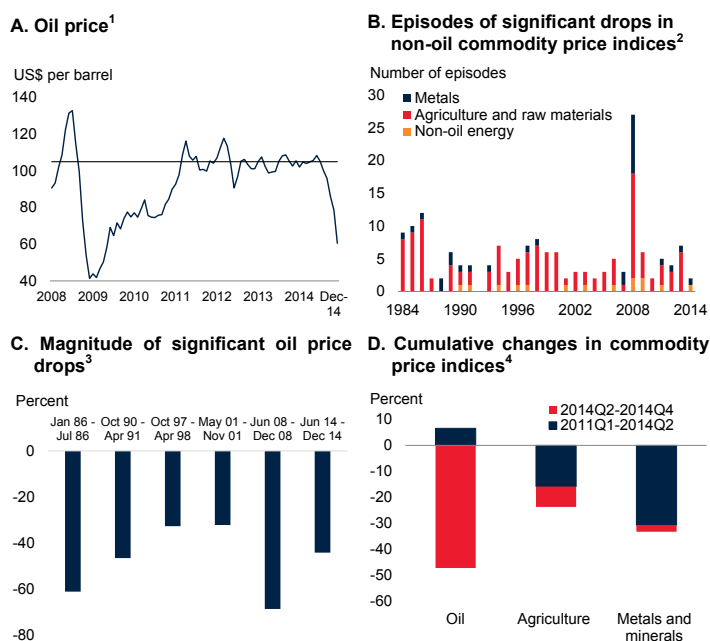 A. Oil price1
US$ per barrel
140
120
100
80
60
40
2008 2009 2010 2011 2012 2013 2014 Dec-
14
B. Episodes of significant drops in
non-oil commodity price indices2
Number of episodes
30
Metals
25
Agriculture and raw materials
Non-oil energy
20
15
10
5
0
1984 1990 1996 2002 2008 2014
C. Magnitude of significant oil price
drops3
Percent
Jan 86 - Oct 90 - Oct 97 - May 01 - Jun 08 - Jun 14 -
Jul 86 Apr 91 Apr 98 Nov 01 Dec 08 Dec 14
0
-20
-40
-60
-80
D. Cumulative changes in commodity
price indices4
Percent
2014Q2-2014Q4
10
2011Q1-2014Q2
0
-10
-20
-30
-40
-50
-60
Oil Agriculture Metals and
minerals